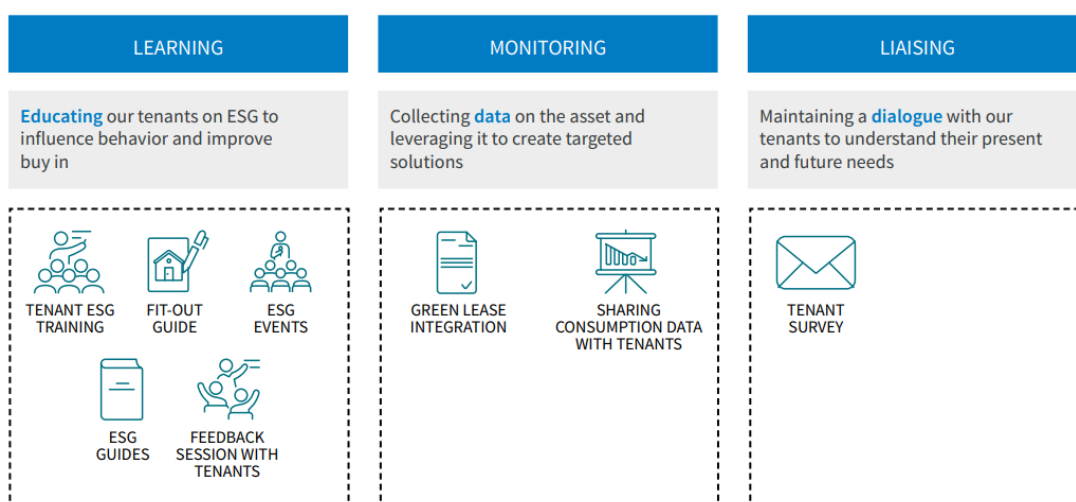 LEARNING
Educating our tenants on ESG to
influence behavior and improve
buy in
TENANT ESG
TRAINING
FIT-OUT
GUIDE
ESG
EVENTS
ESG
GUIDES
FEEDBACK
SESSION WITH
TENANTS
MONITORING
Collecting data on the asset and
leveraging it to create targeted
solutions
GREEN LEASE
INTEGRATION
SHARING
CONSUMPTION DATA
WITH TENANTS
LIAISING
Maintaining a dialogue with our
tenants to understand their present
and future needs
TENANT
SURVEY